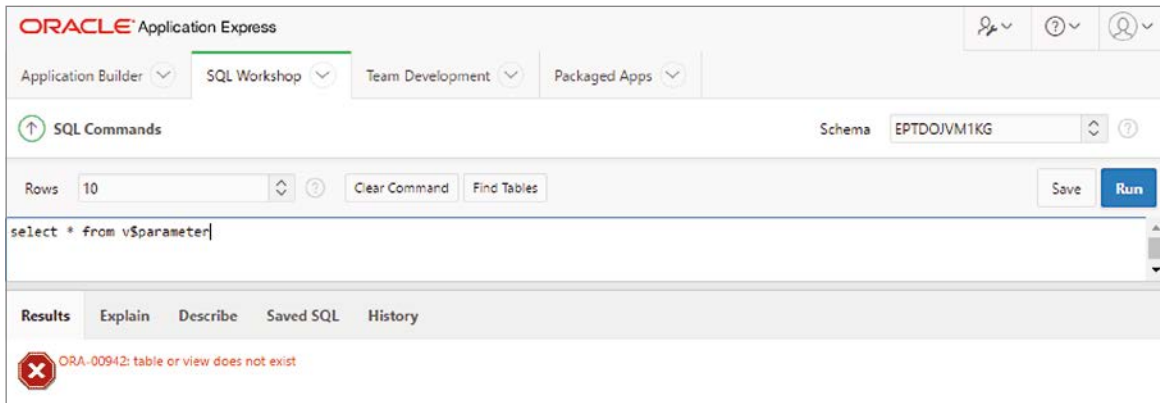 ORACLE Application Express
Application Builder SQL Workshop Team Development Packaged Apps
SQL Commands Schema EPTDOJVM1KG
Rows 10 Clear Command Find Tables Save Run
select * from v$parameter
Results Explain Describe Saved SQL History
ORA-00942: table or view does not exist